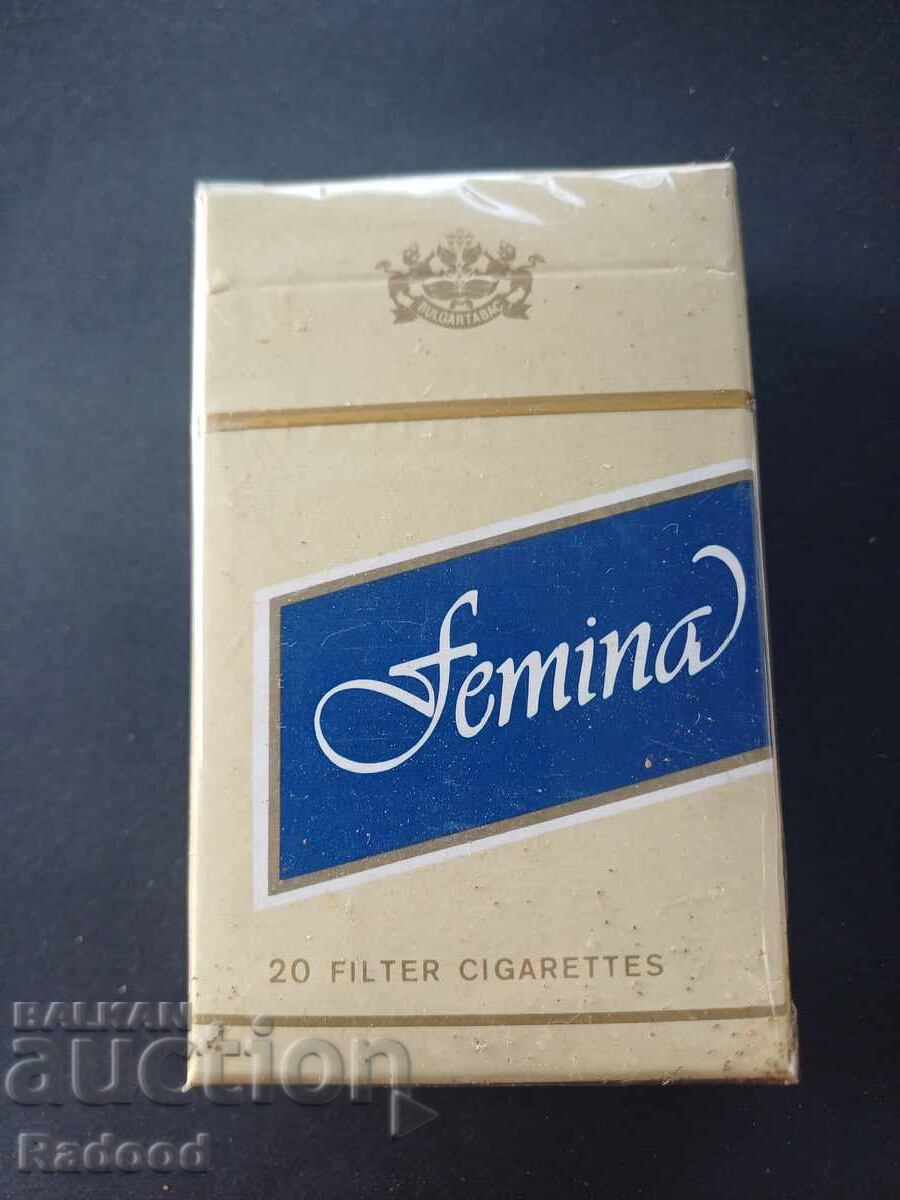 BULGARTABAC
Femina
20 FILTER CIGARETTES
BALKAN
auction
Radood